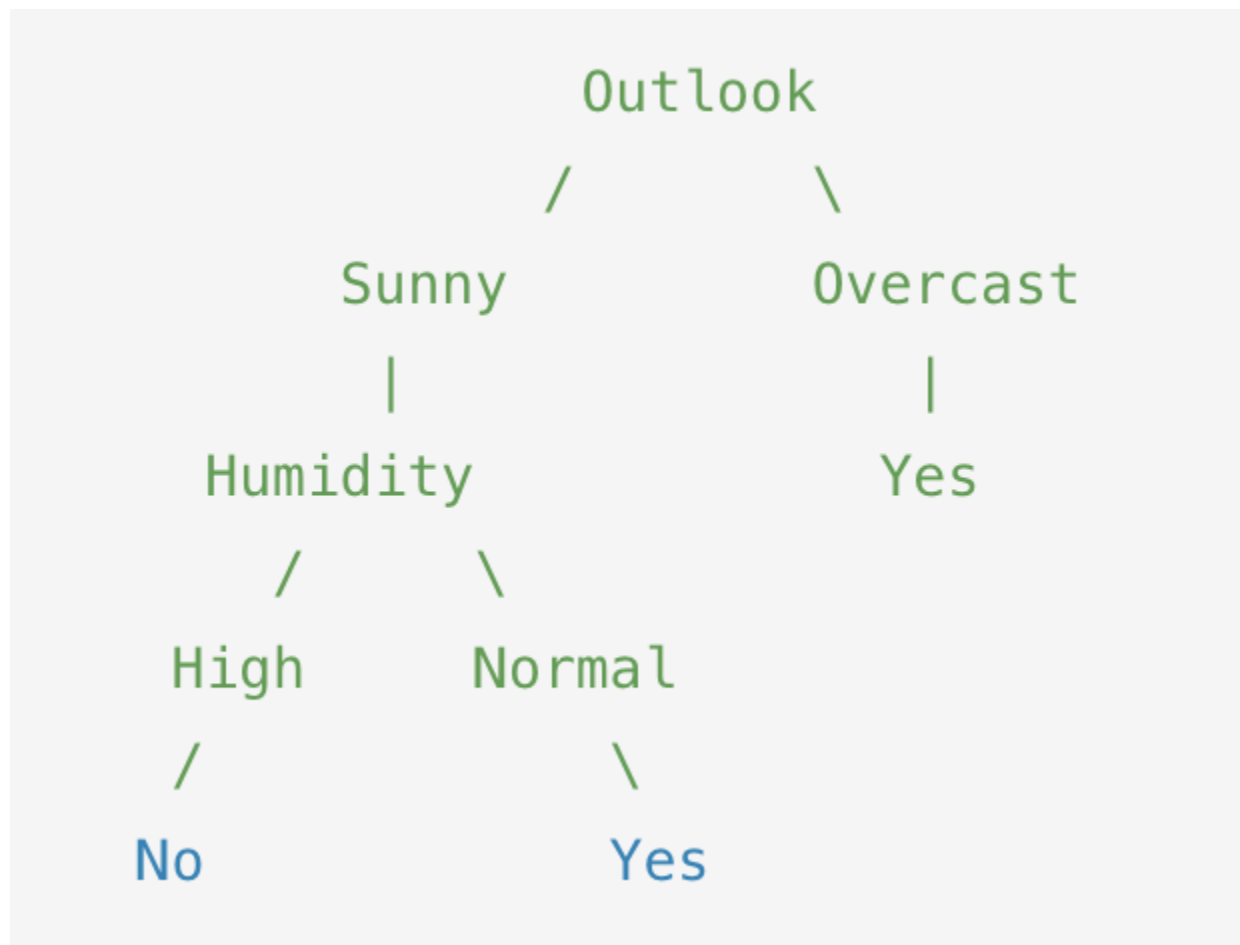 Outlook
/ \
Sunny Overcast
| |
Humidity Yes
/ \
High Normal
/ \
No Yes